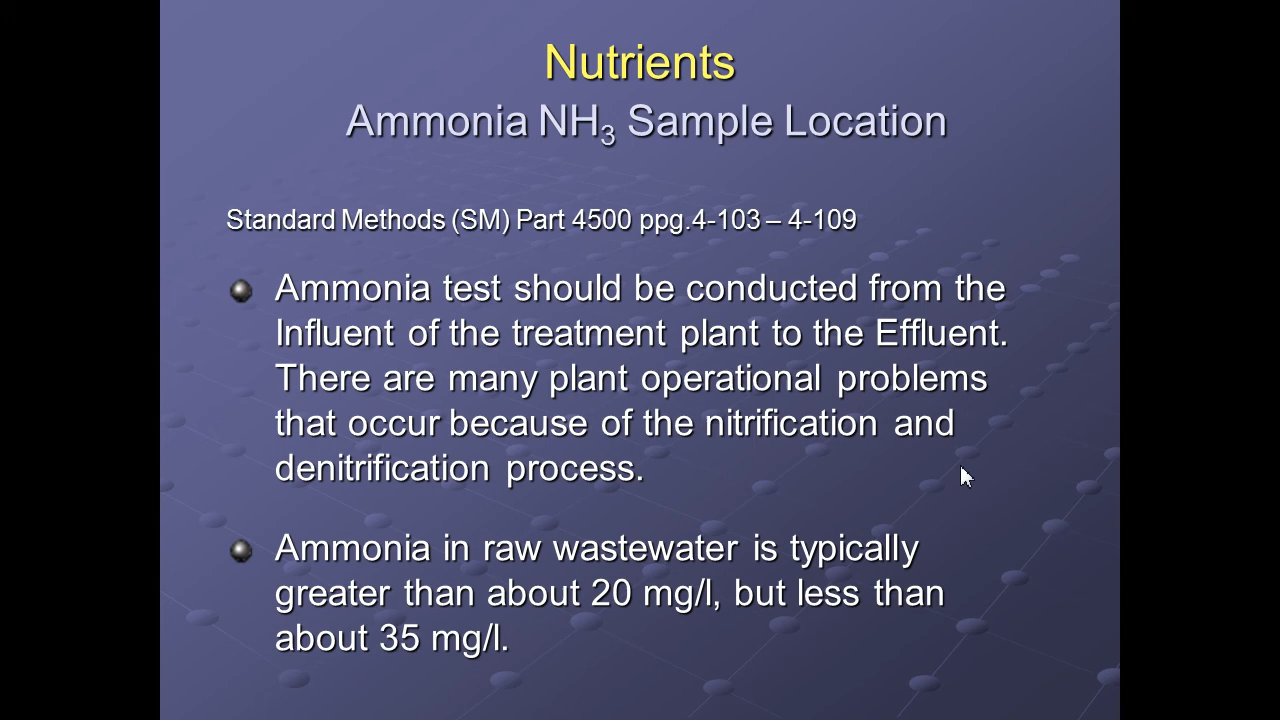 Nutrients
Ammonia NH₃ Sample Location
Standard Methods (SM) Part 4500 ppg.4-103 – 4-109
Ammonia test should be conducted from the
Influent of the treatment plant to the Effluent.
There are many plant operational problems
that occur because of the nitrification and
denitrification process.
Ammonia in raw wastewater is typically
greater than about 20 mg/l, but less than
about 35 mg/l.